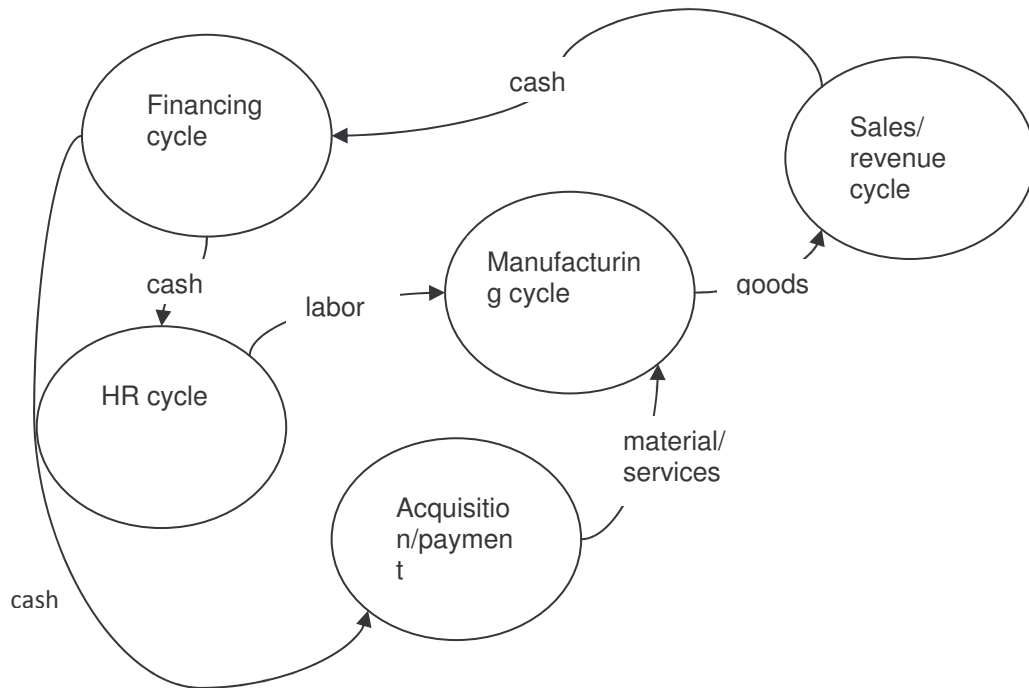 cash
Financing
cycle
Sales/
revenue
cycle
Manufacturin
g cycle
cash
goods
labor
HR cycle
material/
services
Acquisitio
n/paymen
t
cash